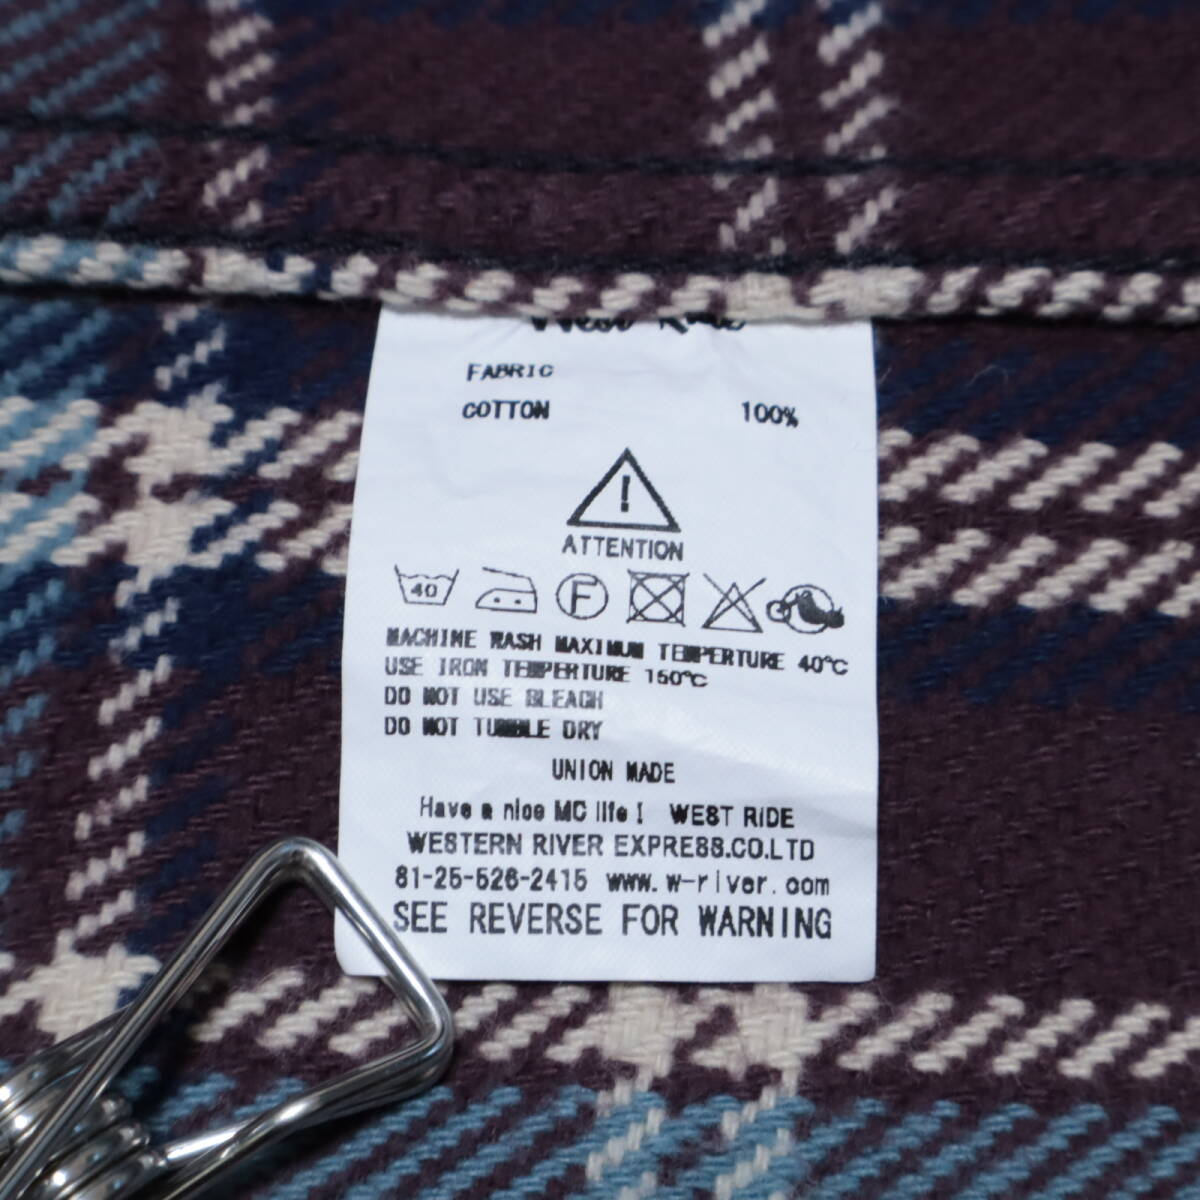 West Ride
FABRIC
COTTON 100%
!
ATTENTION
40 F
MACHINE WASH MAXIMUM TEMPERTURE 40℃
USE IRON TEMPERTURE 150℃
DO NOT USE BLEACH
DO NOT TUMBLE DRY
UNION MADE
Have a nice MC life! WEST RIDE
WESTERN RIVER EXPRESS.CO.LTD
81-25-526-2415 www.w-river.com
SEE REVERSE FOR WARNING